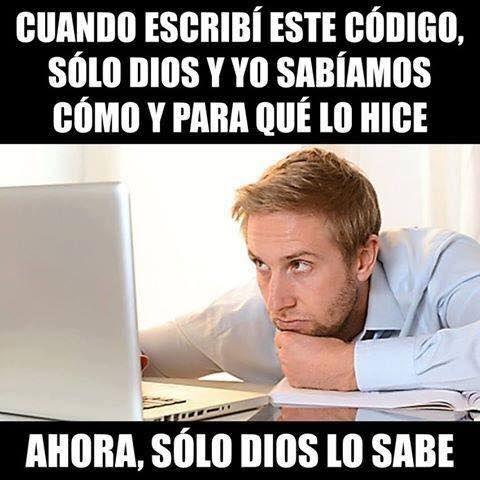 CUANDO ESCRIBÍ ESTE CÓDIGO,
SÓLO DIOS Y YO SABÍAMOS
CÓMO Y PARA QUÉ LO HICE
AHORA, SÓLO DIOS LO SABE